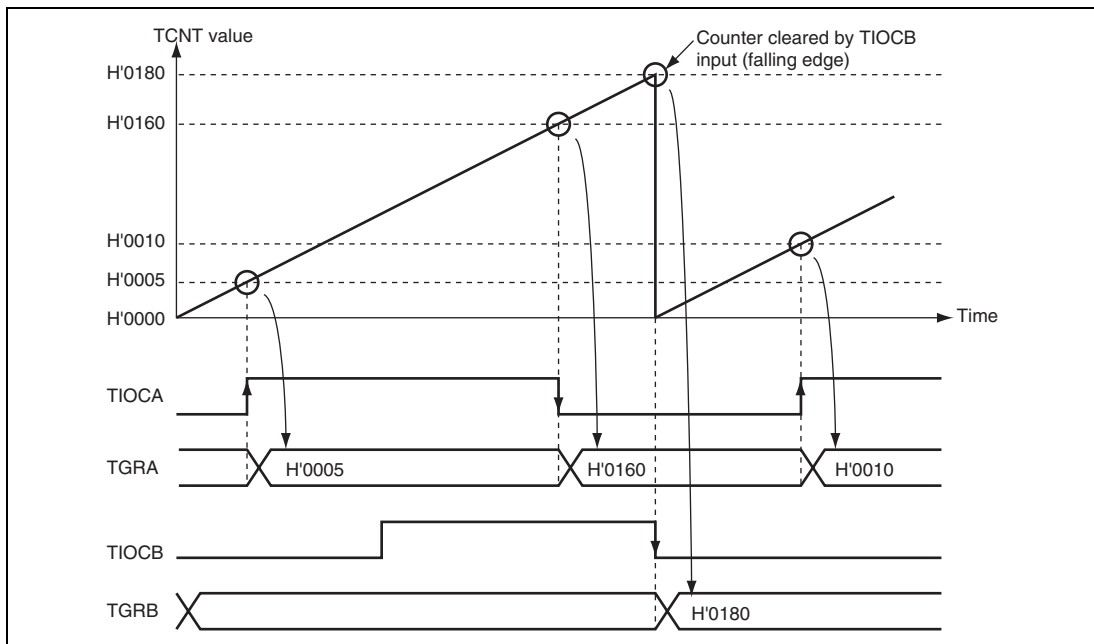 TCNT value
Counter cleared by TIOCB
input (falling edge)
H'0180
H'0160
H'0010
H'0005
H'0000
Time
TIOCA
TGRA
H'0005
H'0160
H'0010
TIOCB
TGRB
H'0180